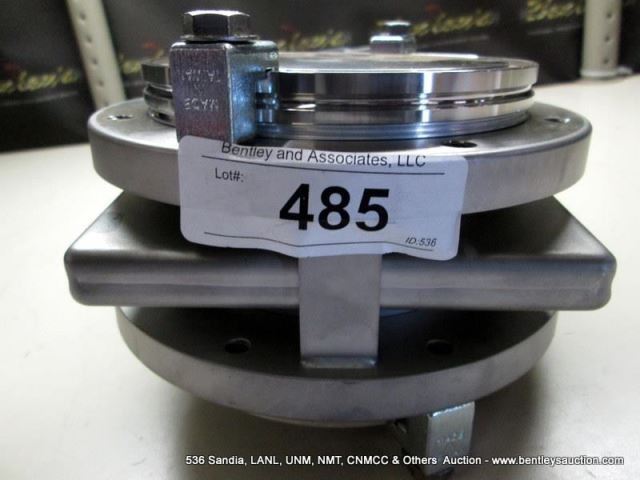 MADE
Bentley and Associates, LLC
Lot#:
485
ID:536
536 Sandia, LANL, UNM, NMT, CNMCC & Others Auction - www.bentleysauction.com